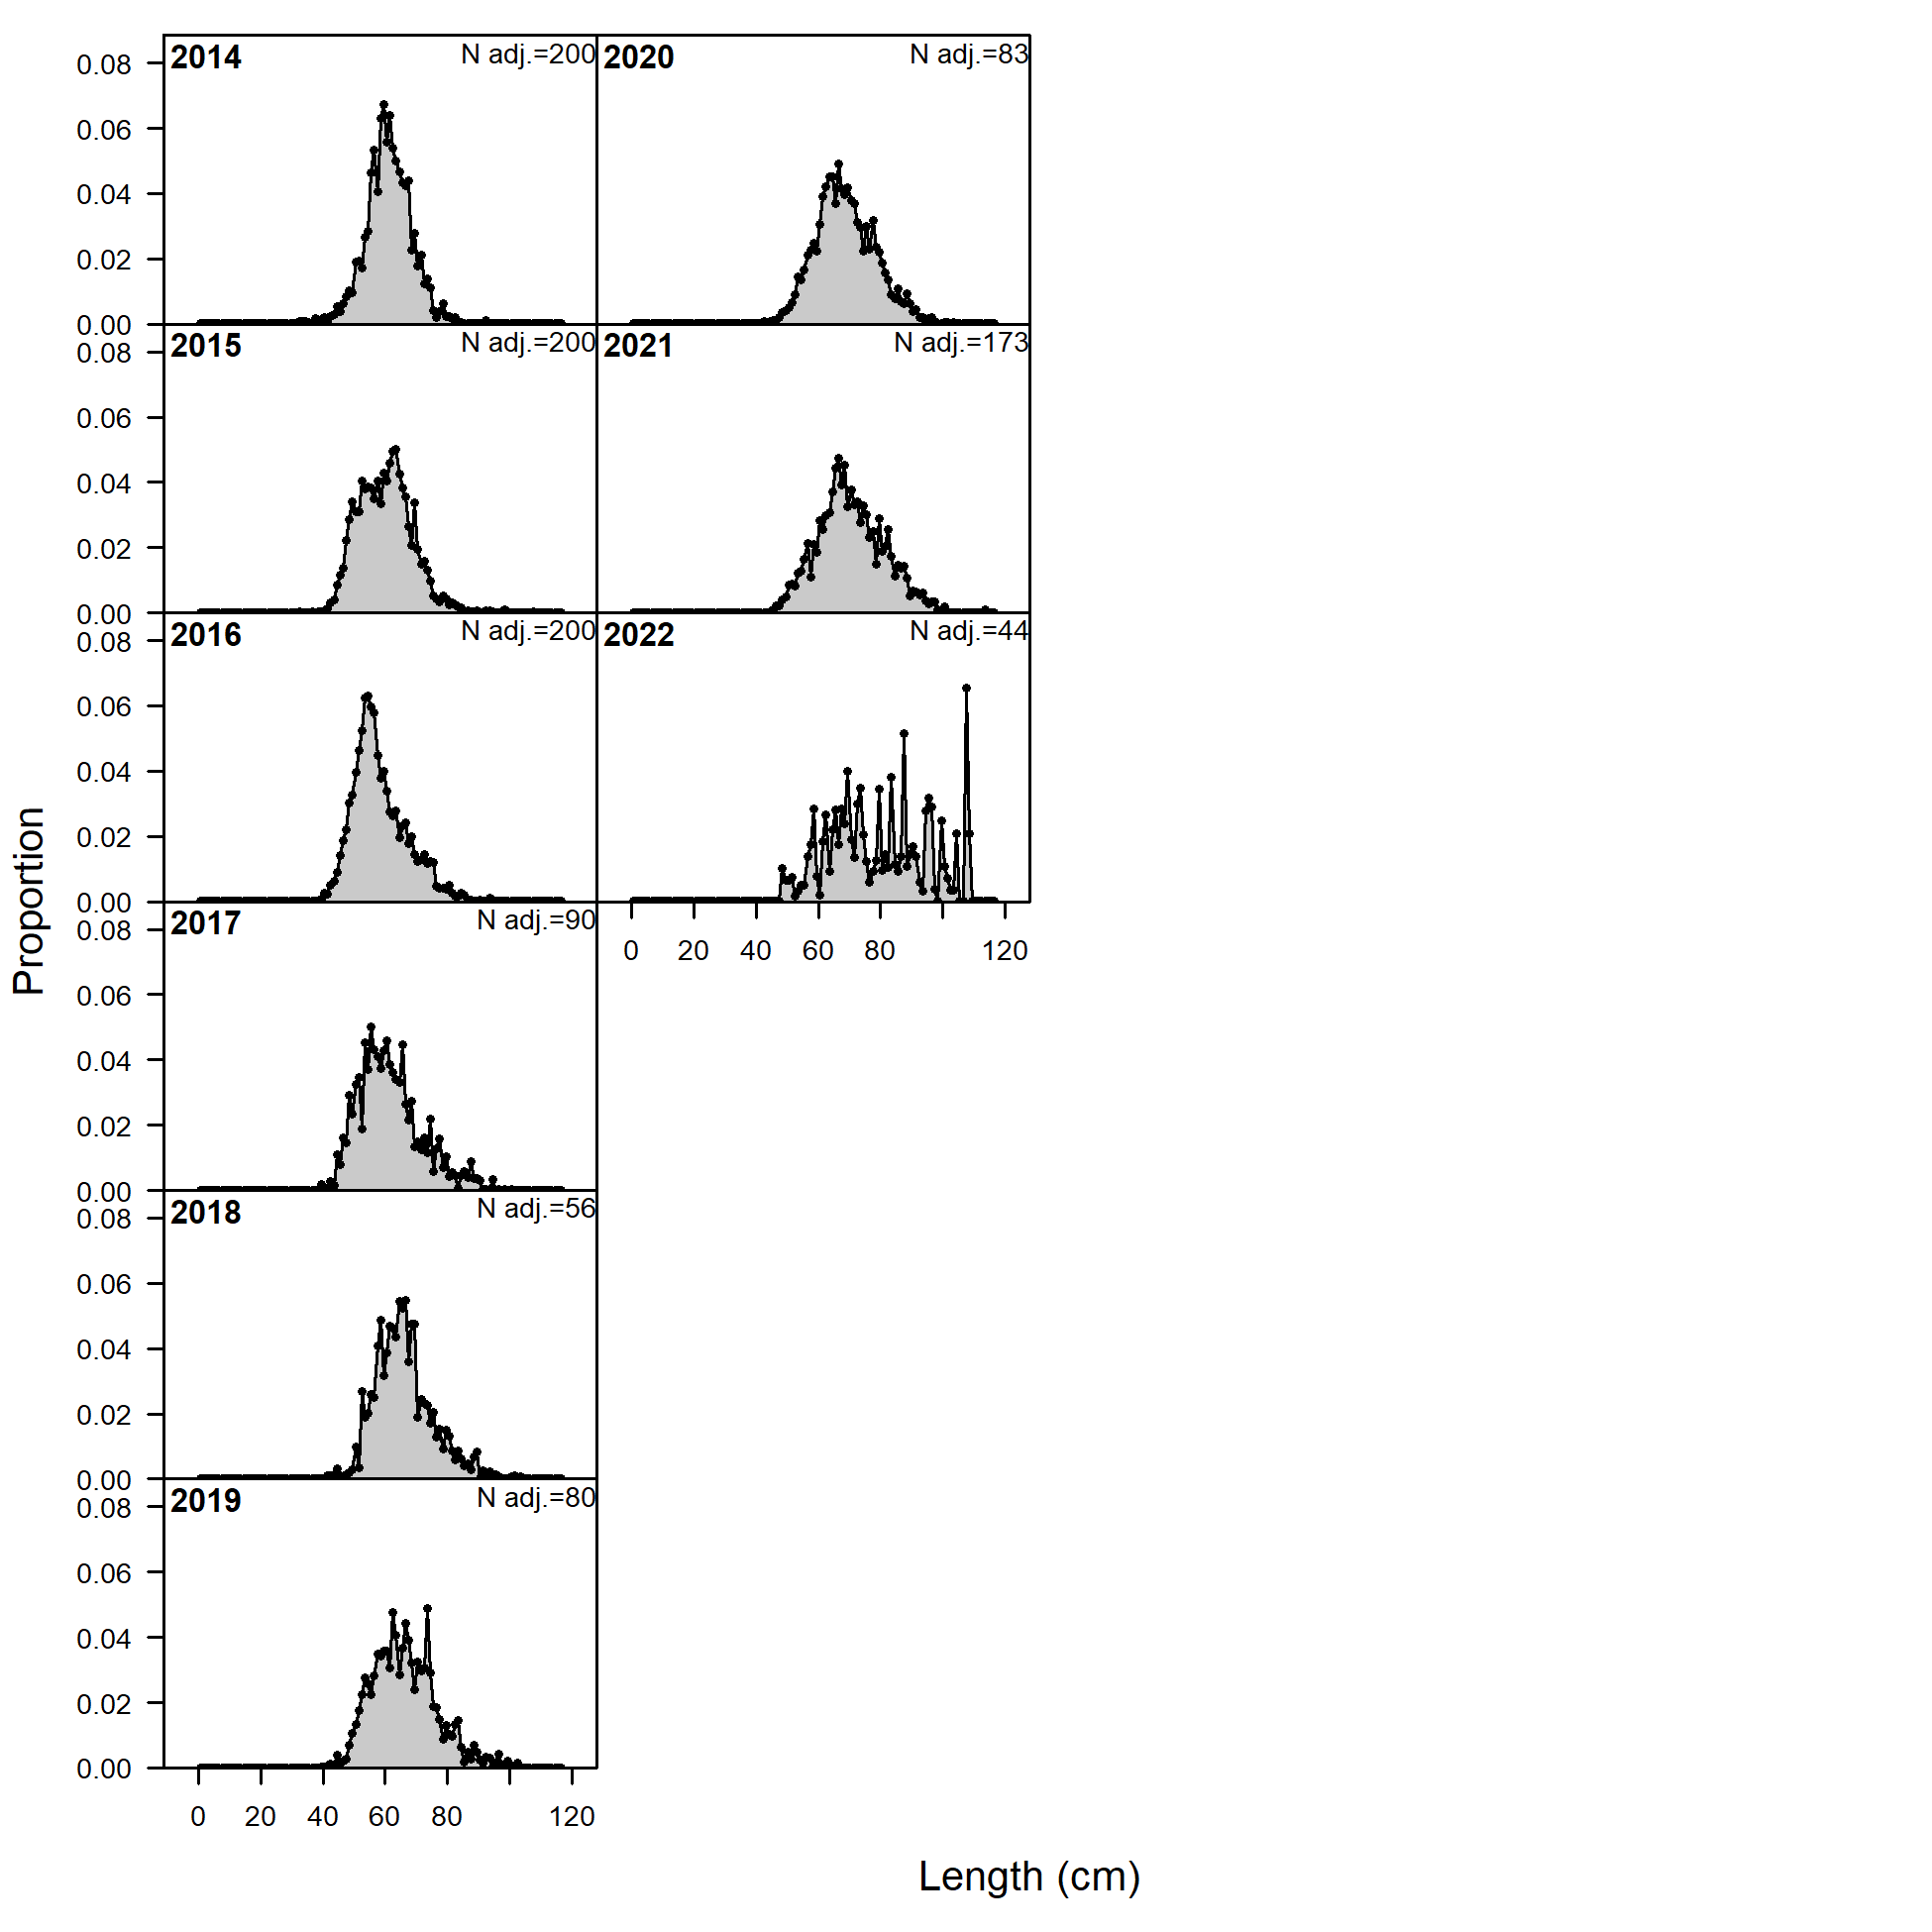 2014 N adj.=200
0.08
0.06
0.04
0.02
0.00
2015 N adj.=200
0.08
0.06
0.04
0.02
0.00
2016 N adj.=200
0.08
0.06
0.04
0.02
0.00
2017 N adj.=90
0.08
0.06
0.04
0.02
0.00
2018 N adj.=56
0.08
0.06
0.04
0.02
0.00
2019 N adj.=80
0.08
0.06
0.04
0.02
0.00
0 20 40 60 80 120
2020 N adj.=83
2021 N adj.=173
2022 N adj.=44
0 20 40 60 80 120
Proportion
Length (cm)